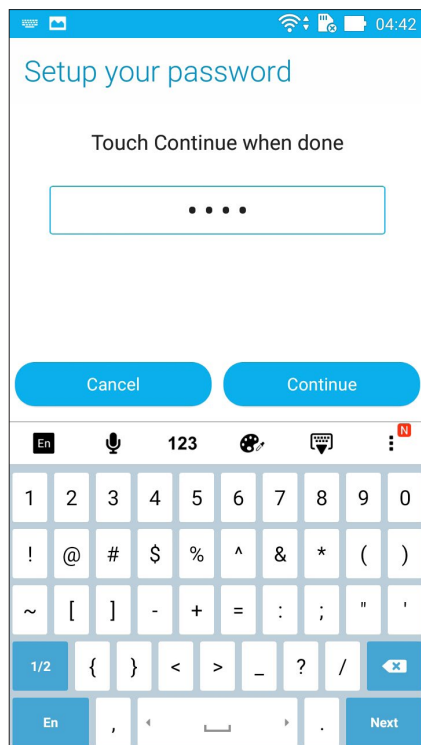 04:42
Setup your password
Touch Continue when done
••••
Cancel Continue
En 123 N
1 2 3 4 5 6 7 8 9 0
! @ # $ % ^ & * ( )
~ [ ] - + = : ; " '
1/2 { } < > _ ? /
En , . Next